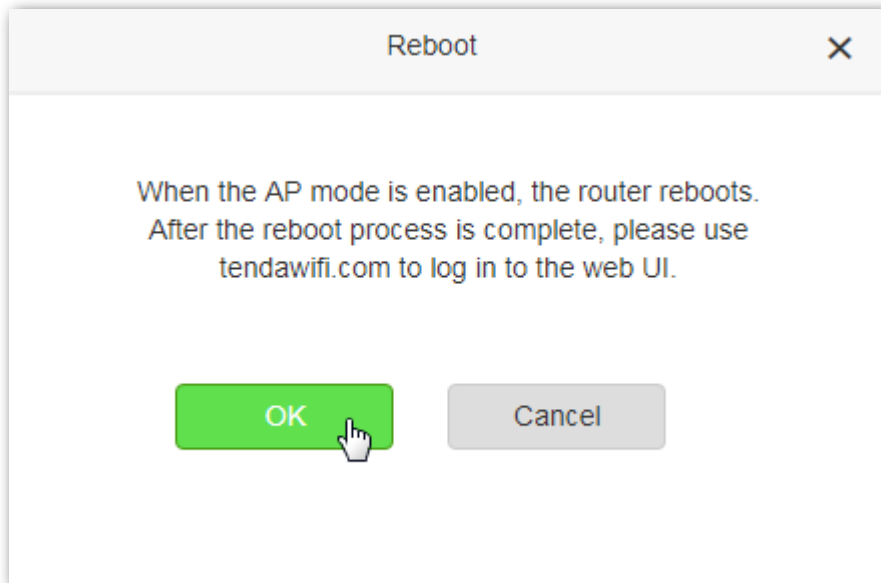 Reboot
When the AP mode is enabled, the router reboots.
After the reboot process is complete, please use
tendawifi.com to log in to the web UI.
OK
Cancel